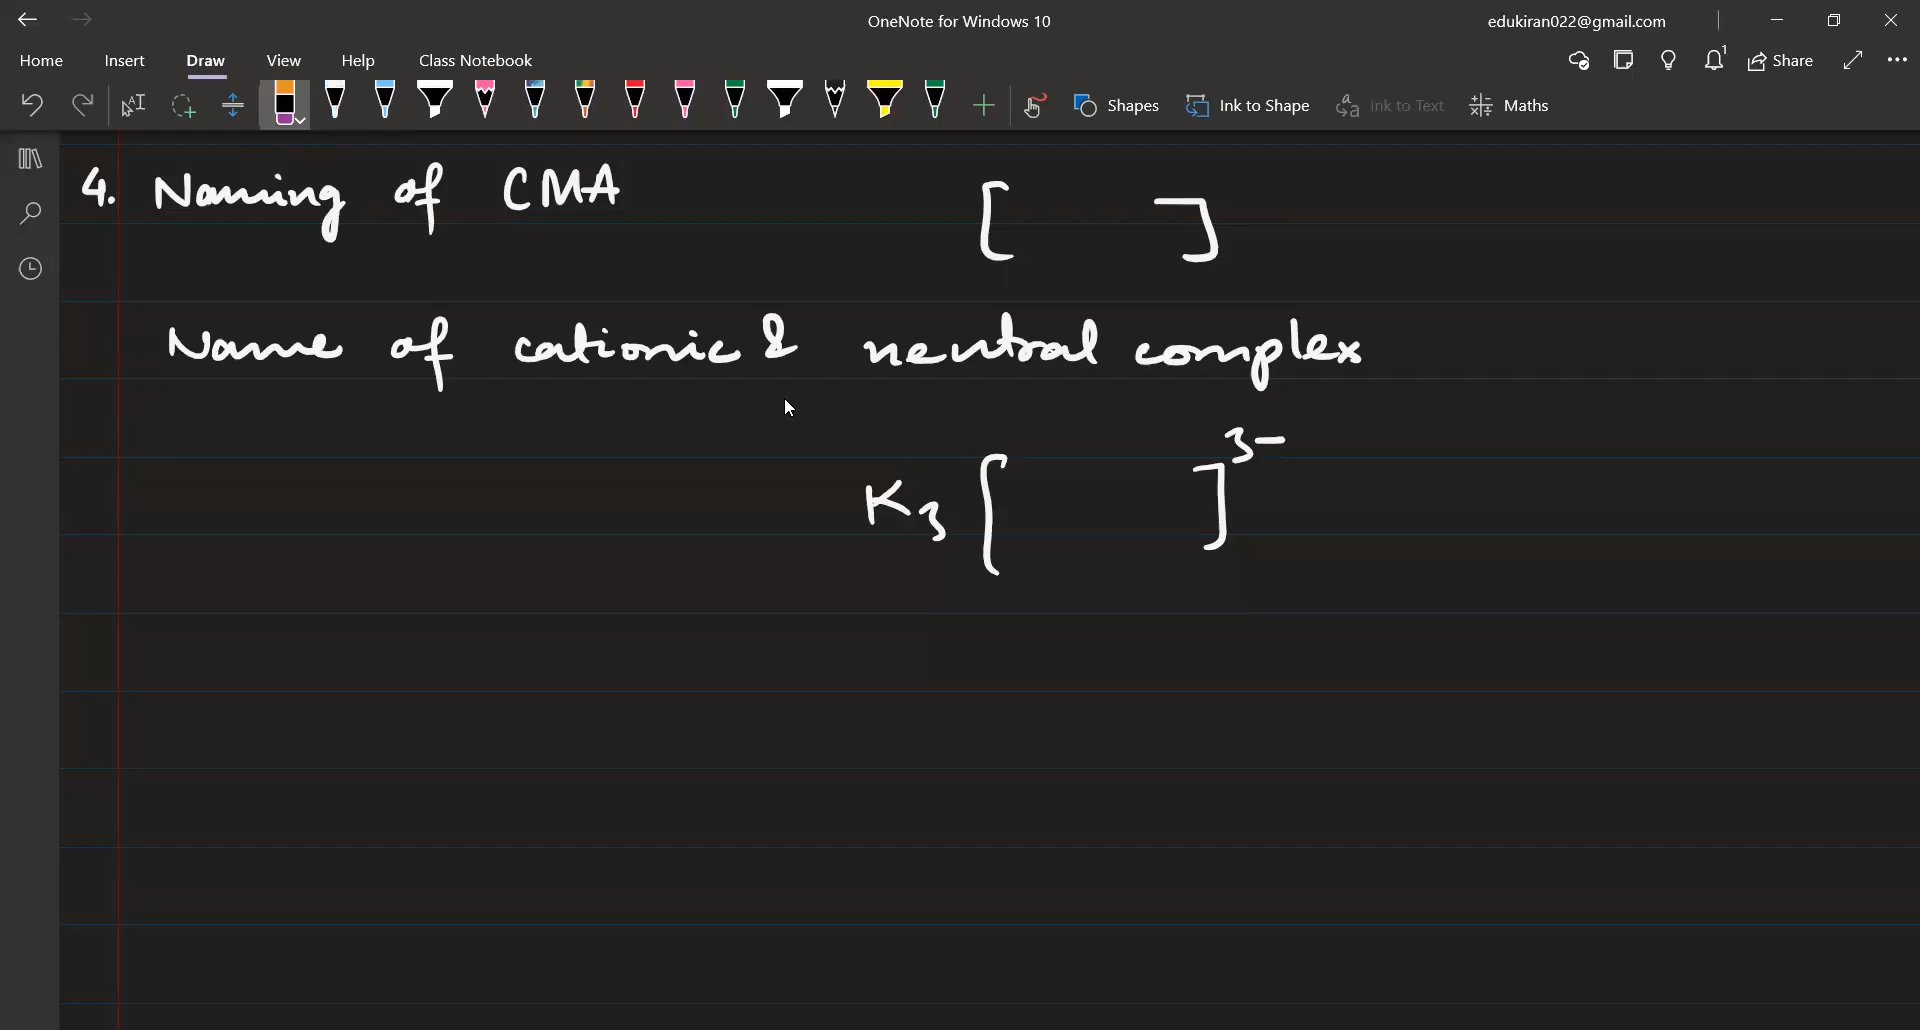 OneNote for Windows 10
edukiran022@gmail.com
Home Insert Draw View Help Class Notebook
1 Share
Shapes Ink to Shape Ink to Text Maths
4. Naming of CMA [ ]
Name of cationic & neutral complex
K₃ [ ]³⁻